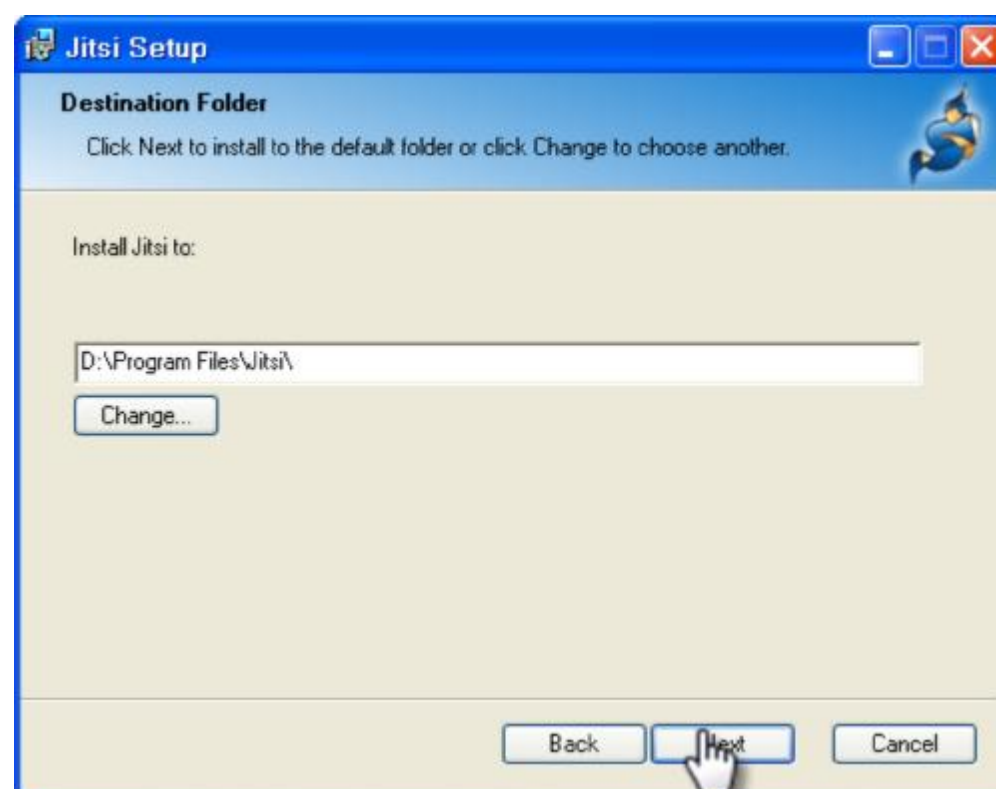 Jitsi Setup
Destination Folder
Click Next to install to the default folder or click Change to choose another.
Install Jitsi to:
D:\Program Files\Jitsi\
Change...
Back Next Cancel